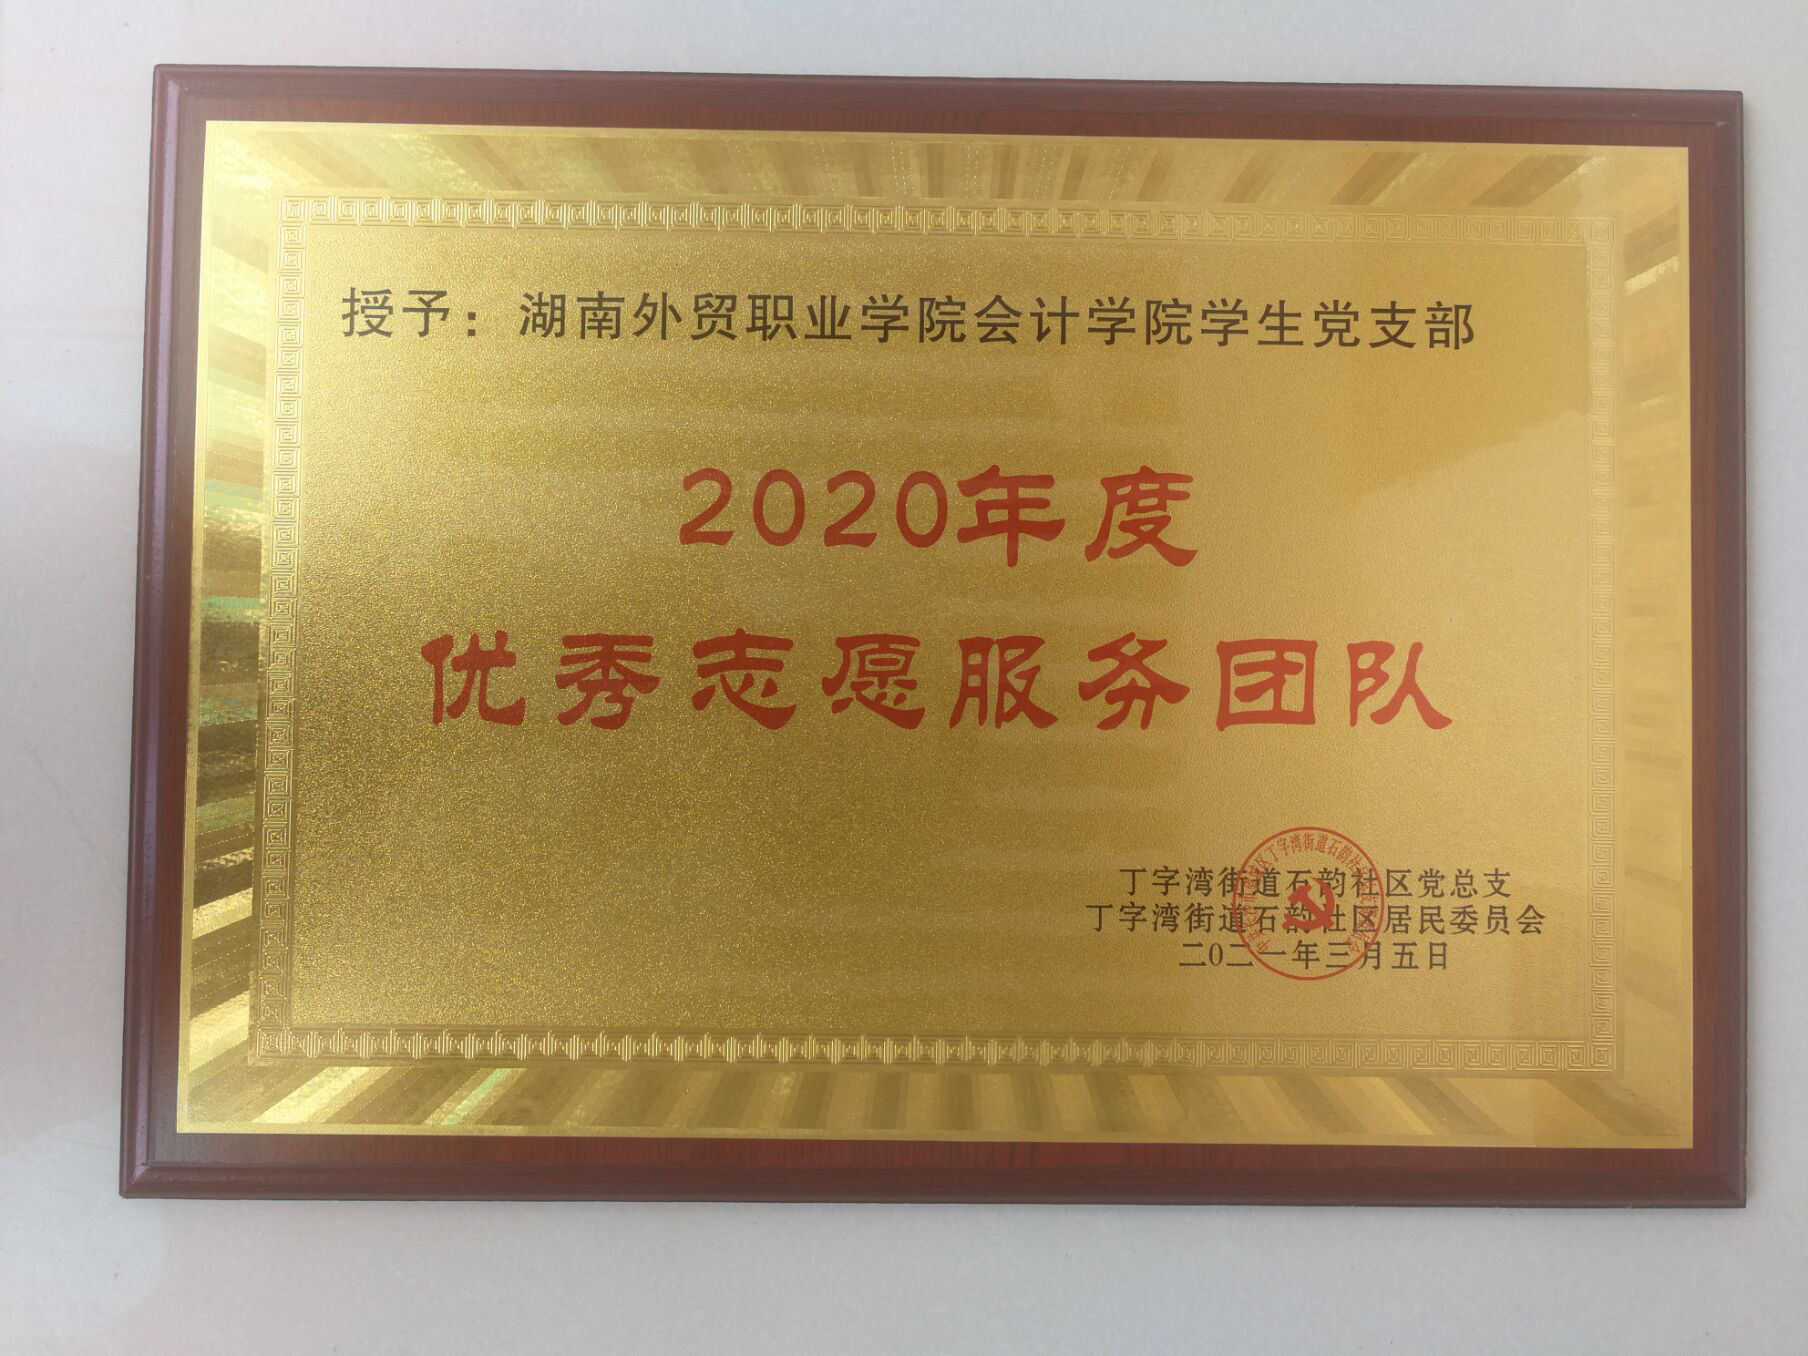 授予：湖南外贸职业学院会计学院学生党支部
2020年度
优秀志愿服务团队
丁字湾街道石韵社区党总支
丁字湾街道石韵社区居民委员会
二0二一年三月五日